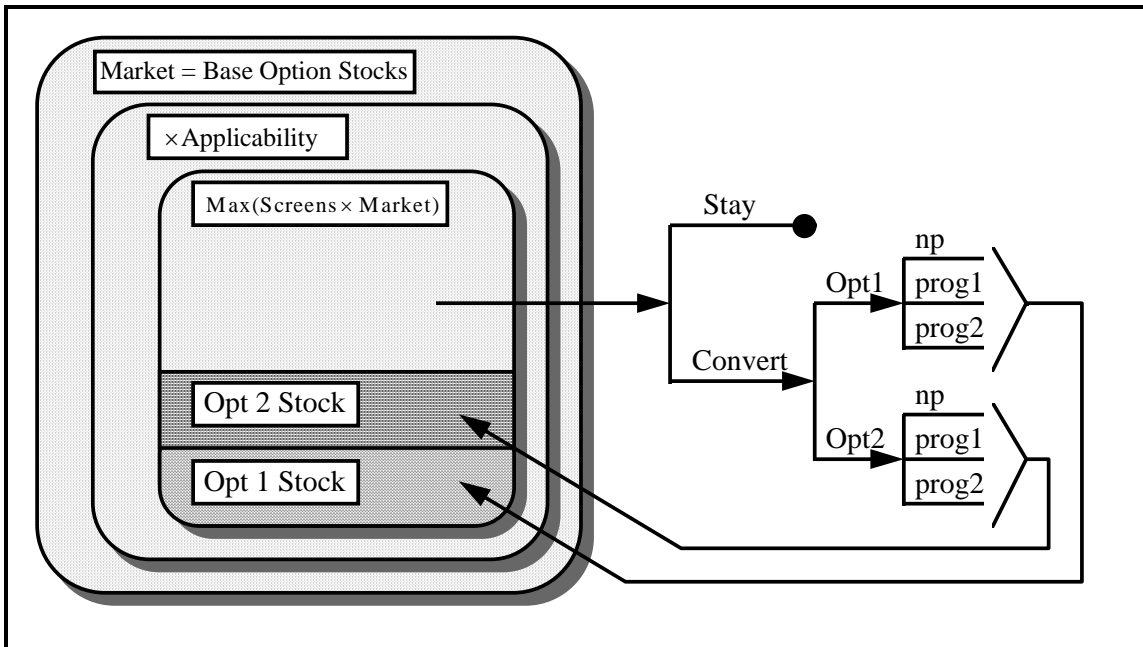 Market = Base Option Stocks
× Applicability
Max(Screens × Market)
Opt 2 Stock
Opt 1 Stock
Stay
Convert
Opt1
np
prog1
prog2
Opt2
np
prog1
prog2